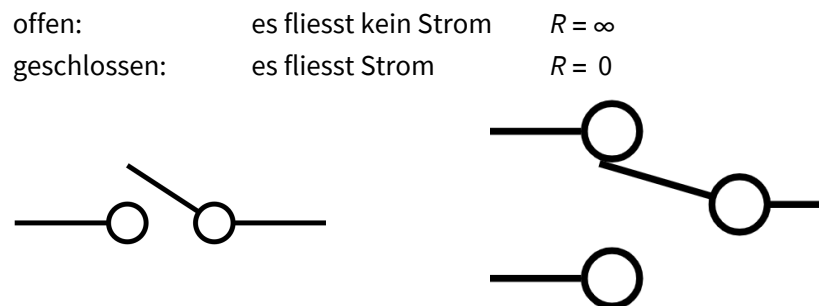 offen: es fliesst kein Strom R = ∞
geschlossen: es fliesst Strom R = 0